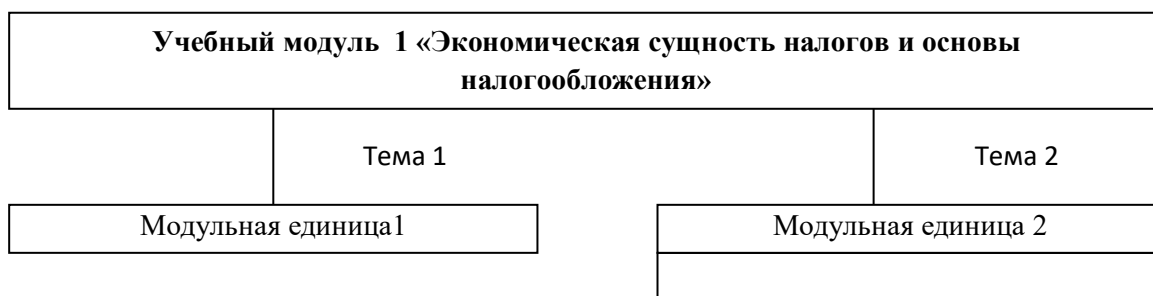 Учебный модуль 1 «Экономическая сущность налогов и основы
налогообложения»
Тема 1
Тема 2
Модульная единица1
Модульная единица 2